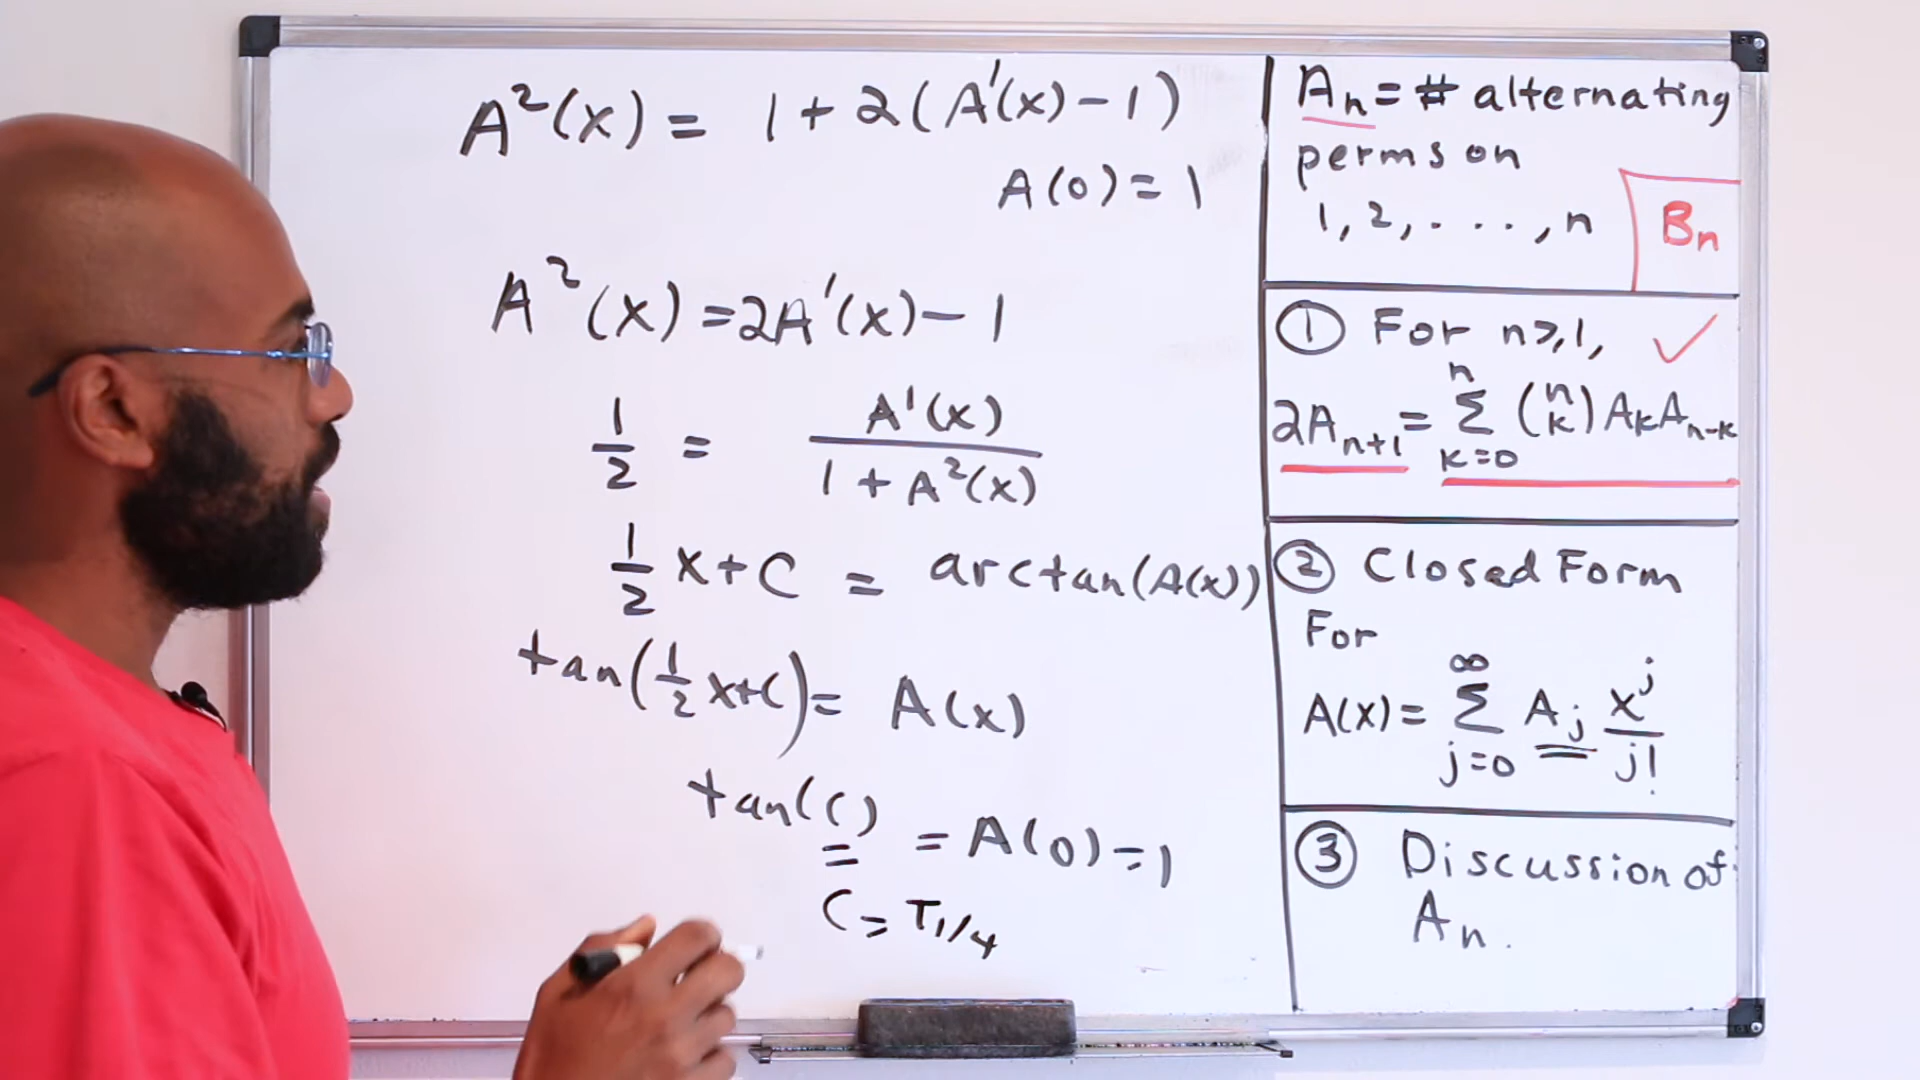 A²(x) = 1 + 2(A'(x) - 1)
A(0) = 1
A²(x) = 2A'(x) - 1
1/2 = A'(x) / (1 + A²(x))
1/2 x + C = arctan(A(x))
tan(1/2 x + C) = A(x)
tan(C) = A(0) = 1
C = π/4
An = # alternating
perms on
1, 2, . . . , n
Bn
① For n ≥ 1, ✓
2Aₙ₊₁ = Σ_{k=0}^{n} (n k) Aₖ Aₙ₋ₖ
② Closed Form
For
A(x) = Σ_{j=0}^{∞} Aⱼ x^j / j!
③ Discussion of
An.